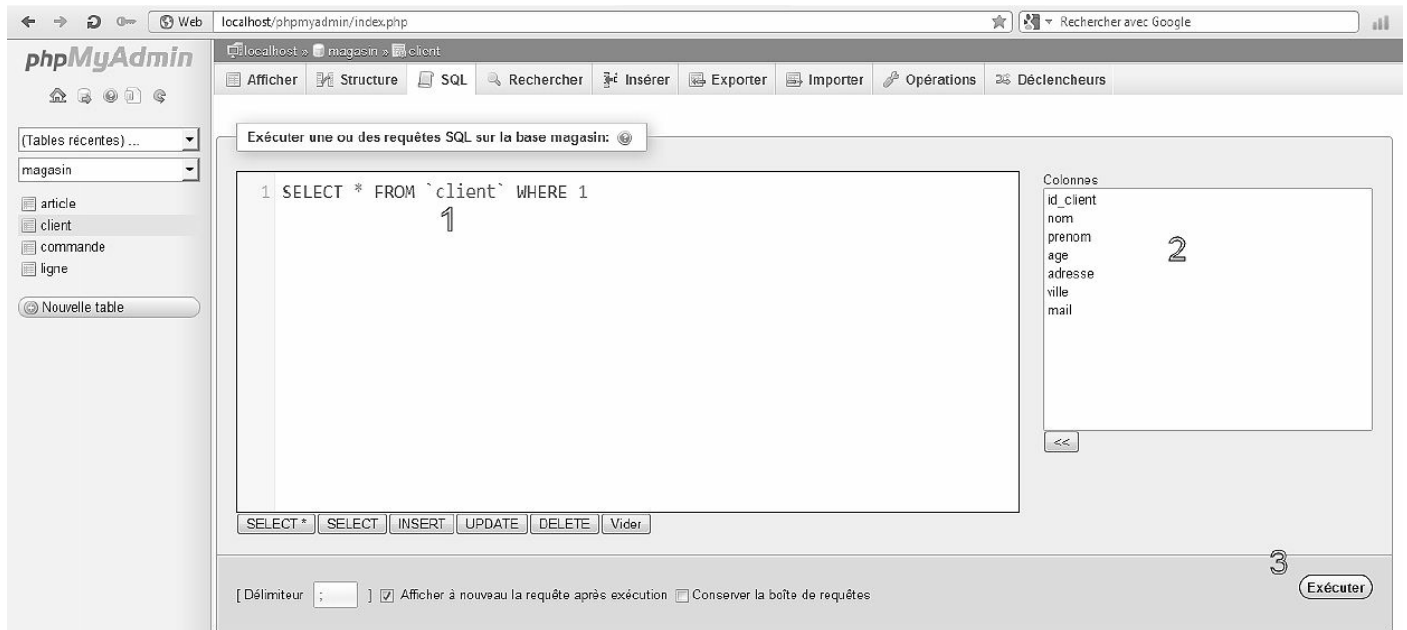 Web localhost/phpmyadmin/index.php Rechercher avec Google
phpMyAdmin
localhost » magasin » client
Afficher Structure SQL Rechercher Insérer Exporter Importer Opérations Déclencheurs
(Tables récentes) ...
magasin
article
client
commande
ligne
Nouvelle table
Exécuter une ou des requêtes SQL sur la base magasin:
1 SELECT * FROM `client` WHERE 1
1
Colonnes
id_client
nom
prenom
age
adresse
ville
mail
2
<<
SELECT * SELECT INSERT UPDATE DELETE Vider
3
[ Délimiteur ; ] Afficher à nouveau la requête après exécution Conserver la boîte de requêtes
Exécuter